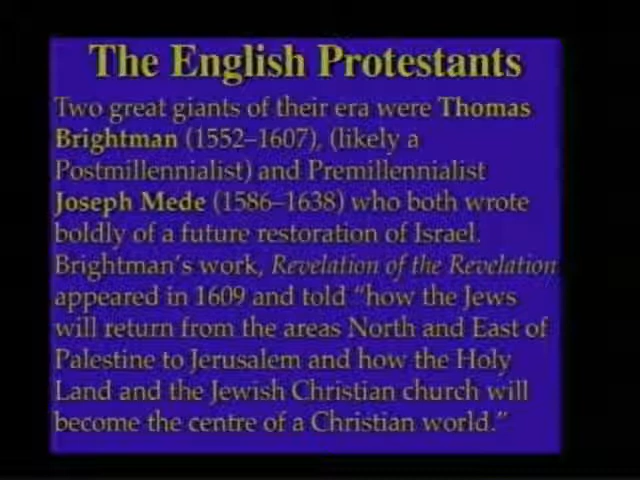 The English Protestants
Two great giants of their era were Thomas
Brightman (1552–1607), (likely a
Postmillennialist) and Premillennialist
Joseph Mede (1586–1638) who both wrote
boldly of a future restoration of Israel.
Brightman's work, Revelation of the Revelation
appeared in 1609 and told “how the Jews
will return from the areas North and East of
Palestine to Jerusalem and how the Holy
Land and the Jewish Christian church will
become the centre of a Christian world.”